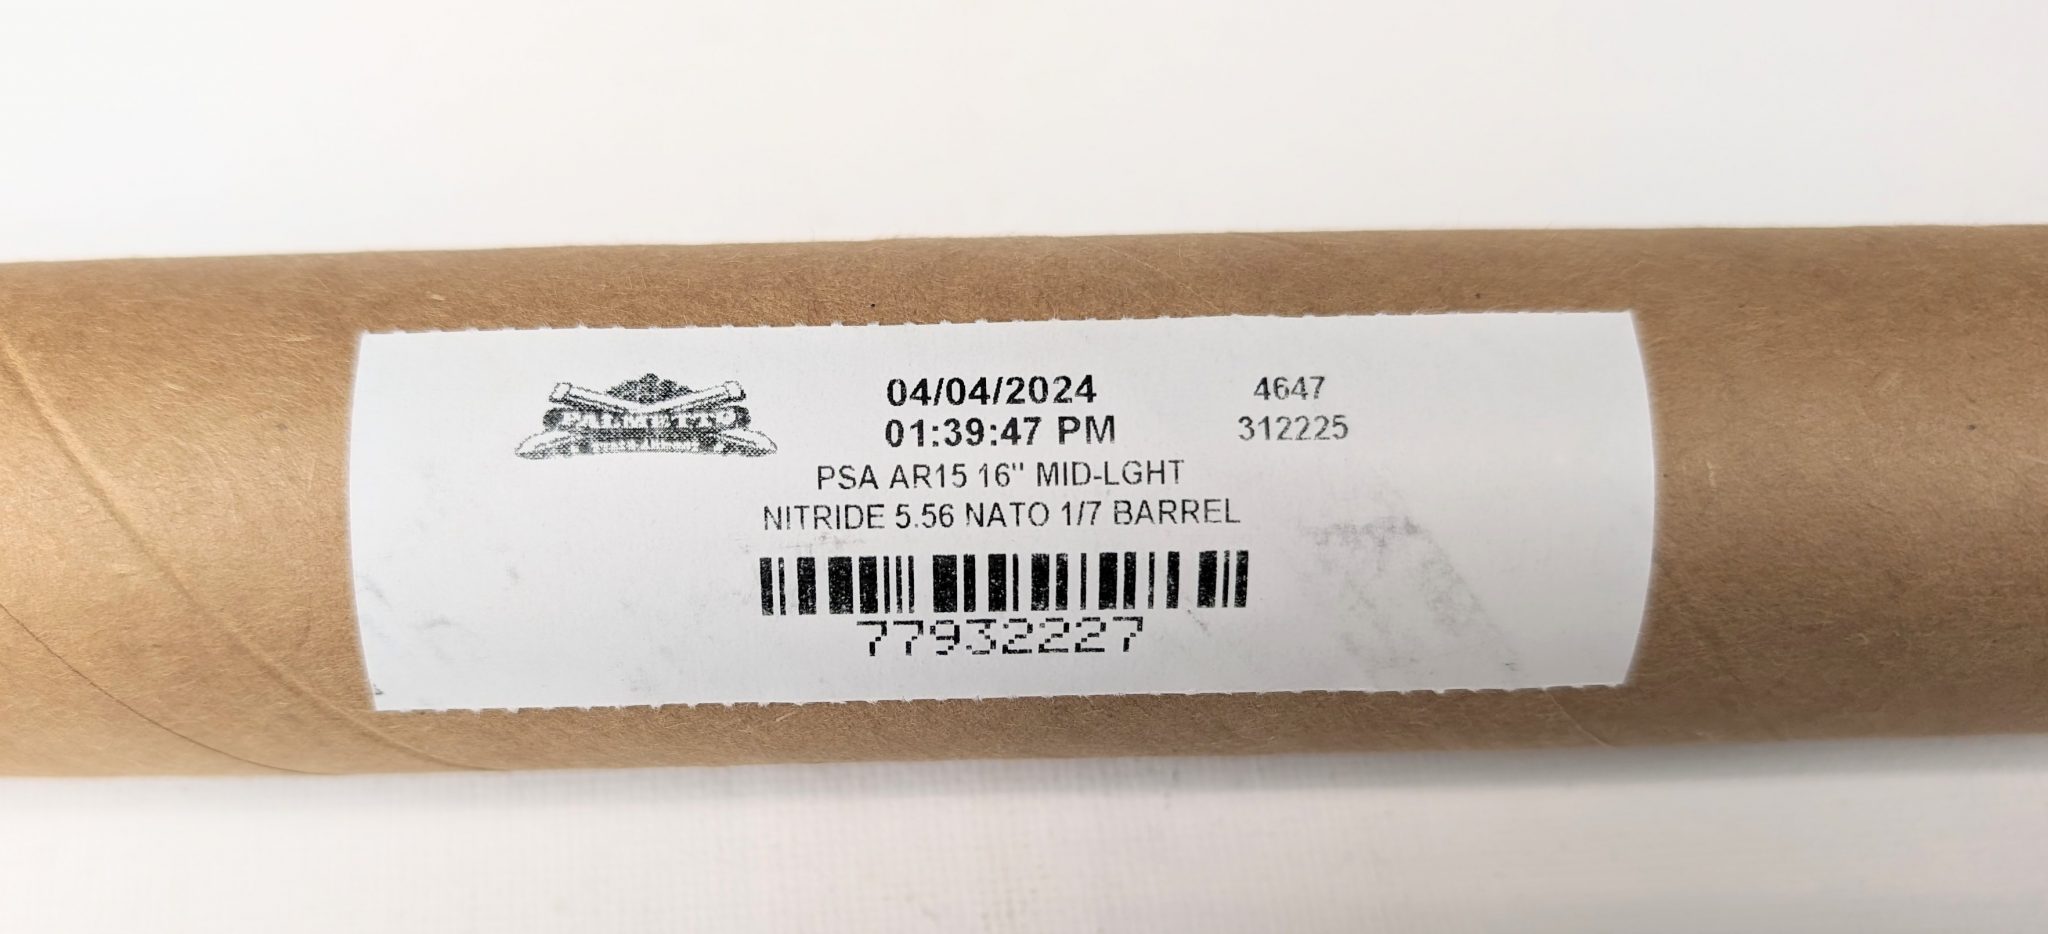 PALMETTO
04/04/2024
4647
01:39:47 PM
312225
PSA AR15 16" MID-LGHT
NITRIDE 5.56 NATO 1/7 BARREL
77932227